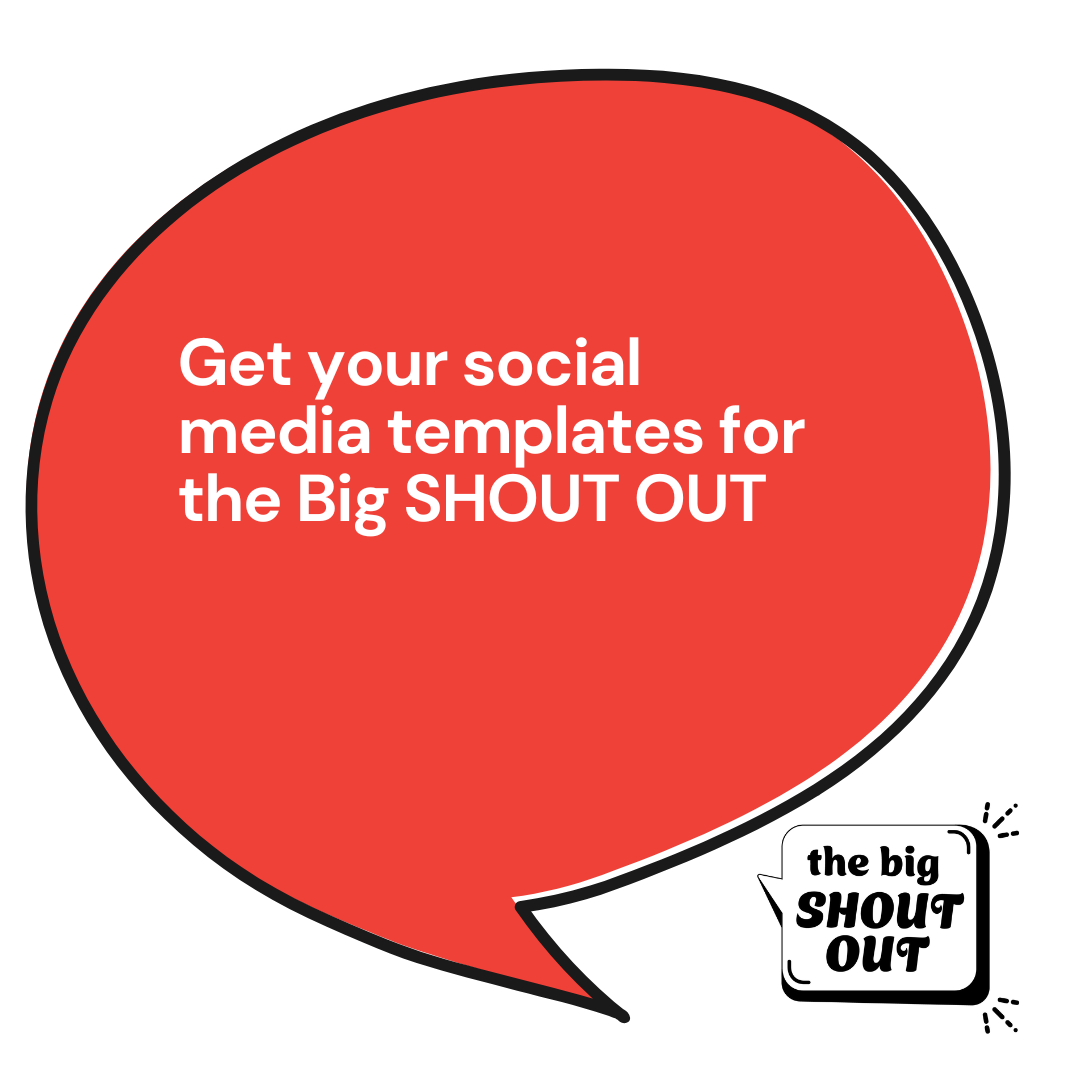 Get your social
media templates for
the Big SHOUT OUT
the big
SHOUT
OUT